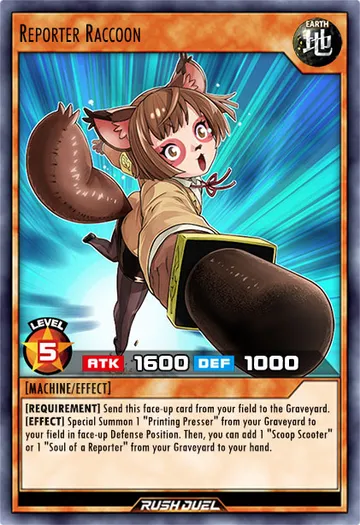 Reporter Raccoon
EARTH
地
LEVEL
5
ATK 1600 DEF 1000
[MACHINE/EFFECT]
[REQUIREMENT] Send this face-up card from your field to the Graveyard.
[EFFECT] Special Summon 1 "Printing Presser" from your Graveyard to
your field in face-up Defense Position. Then, you can add 1 "Scoop Scooter"
or 1 "Soul of a Reporter" from your Graveyard to your hand.
RUSH DUEL